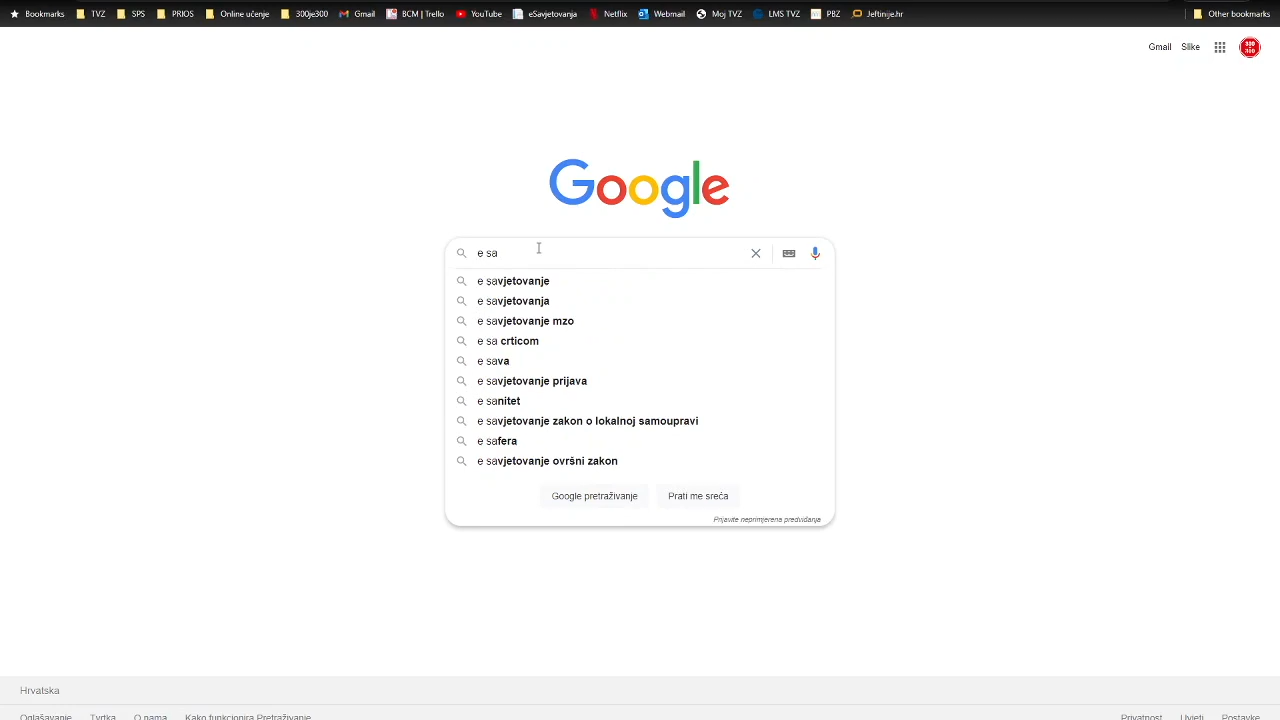 Bookmarks TVZ SPS PRIOS Online učenje 300je300 Gmail BCM | Trello YouTube eSavjetovanja Netflix Webmail Moj TVZ LMS TVZ PBZ Jeftinije.hr Other bookmarks
Gmail Slike
Google
e sa
e savjetovanje
e savjetovanja
e savjetovanje mzo
e sa crticom
e sava
e savjetovanje prijava
e sanitet
e savjetovanje zakon o lokalnoj samoupravi
e safera
e savjetovanje ovršni zakon
Google pretraživanje Prati me sreća
Prijavite neprimjerena predviđanja
Hrvatska
Oglašavanje Tvrtka O nama Kako funkcionira Pretraživanje Privatnost Uvjeti Postavke